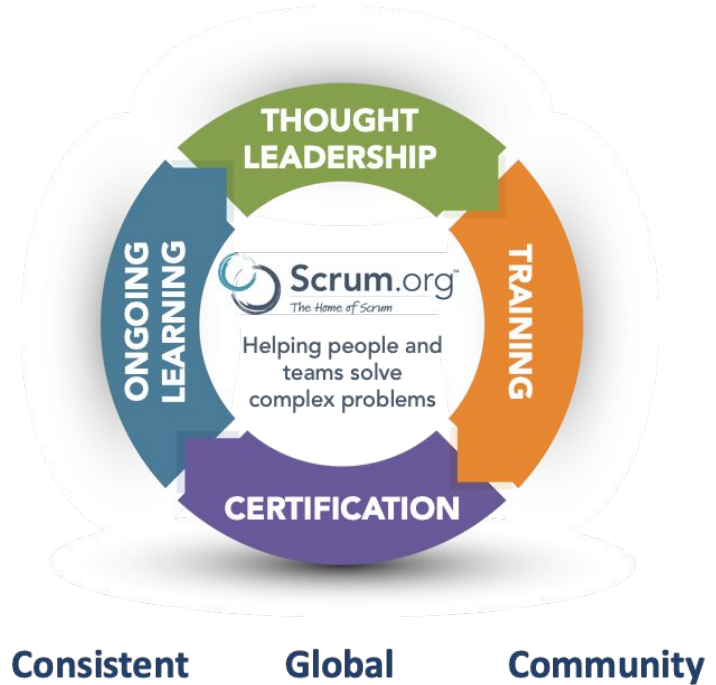 THOUGHT
LEADERSHIP
TRAINING
CERTIFICATION
ONGOING
LEARNING
Scrum.org™
The Home of Scrum
Helping people and
teams solve
complex problems
Consistent Global Community